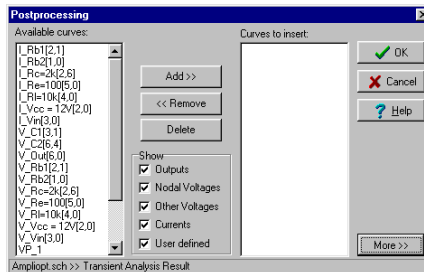 Postprocessing
Available curves:
I_Rb1[2,1]
I_Rb2[1,0]
I_Rc=2k[2,6]
I_Re=100[5,0]
I_Rl=10k[4,0]
I_Vcc = 12V[2,0]
I_Vin[3,0]
V_C1[3,1]
V_C2[6,4]
V_Out[6,0]
V_Rb1[2,1]
V_Rb2[1,0]
V_Rc=2k[2,6]
V_Re=100[5,0]
V_Rl=10k[4,0]
V_Vcc = 12V[2,0]
V_Vin[3,0]
VP_1
Add >>
<< Remove
Delete
Show
Outputs
Nodal Voltages
Other Voltages
Currents
User defined
Curves to insert:
OK
Cancel
Help
More >>
Ampliopt.sch >> Transient Analysis Result